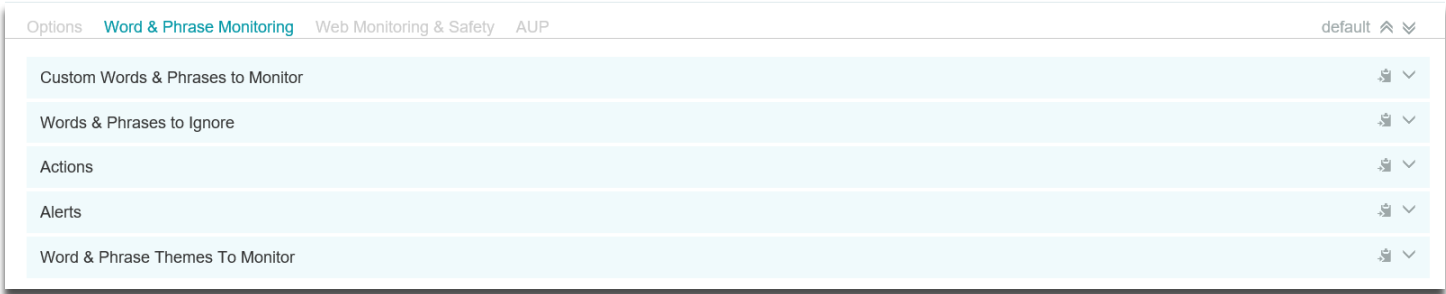 Options Word & Phrase Monitoring Web Monitoring & Safety AUP default
Custom Words & Phrases to Monitor
Words & Phrases to Ignore
Actions
Alerts
Word & Phrase Themes To Monitor